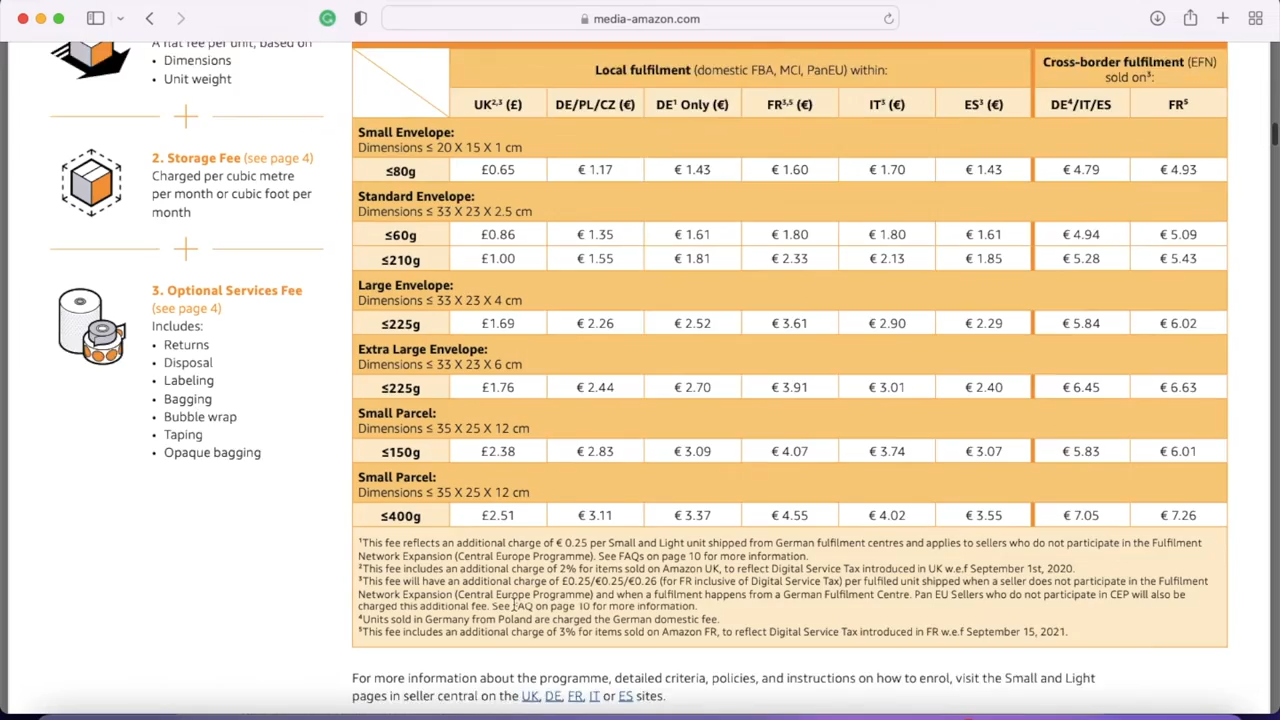 media-amazon.com
A flat fee per unit, based on
• Dimensions
• Unit weight
2. Storage Fee (see page 4)
Charged per cubic metre
per month or cubic foot per
month
3. Optional Services Fee
(see page 4)
Includes:
• Returns
• Disposal
• Labeling
• Bagging
• Bubble wrap
• Taping
• Opaque bagging
Local fulfilment (domestic FBA, MCI, PanEU) within:
Cross-border fulfilment (EFN)
sold on³:
UK²,³ (£) DE/PL/CZ (€) DE¹ Only (€) FR³,⁵ (€) IT³ (€) ES³ (€) DE⁴/IT/ES FR⁵
Small Envelope:
Dimensions ≤ 20 X 15 X 1 cm
≤80g £0.65 € 1.17 € 1.43 € 1.60 € 1.70 € 1.43 € 4.79 € 4.93
Standard Envelope:
Dimensions ≤ 33 X 23 X 2.5 cm
≤60g £0.86 € 1.35 € 1.61 € 1.80 € 1.80 € 1.61 € 4.94 € 5.09
≤210g £1.00 € 1.55 € 1.81 € 2.33 € 2.13 € 1.85 € 5.28 € 5.43
Large Envelope:
Dimensions ≤ 33 X 23 X 4 cm
≤225g £1.69 € 2.26 € 2.52 € 3.61 € 2.90 € 2.29 € 5.84 € 6.02
Extra Large Envelope:
Dimensions ≤ 33 X 23 X 6 cm
≤225g £1.76 € 2.44 € 2.70 € 3.91 € 3.01 € 2.40 € 6.45 € 6.63
Small Parcel:
Dimensions ≤ 35 X 25 X 12 cm
≤150g £2.38 € 2.83 € 3.09 € 4.07 € 3.74 € 3.07 € 5.83 € 6.01
Small Parcel:
Dimensions ≤ 35 X 25 X 12 cm
≤400g £2.51 € 3.11 € 3.37 € 4.55 € 4.02 € 3.55 € 7.05 € 7.26
¹This fee reflects an additional charge of € 0.25 per Small and Light unit shipped from German fulfilment centres and applies to sellers who do not participate in the Fulfilment
Network Expansion (Central Europe Programme). See FAQs on page 10 for more information.
²This fee includes an additional charge of 2% for items sold on Amazon UK, to reflect Digital Service Tax introduced in UK w.e.f September 1st, 2020.
³This fee will have an additional charge of £0.25/€0.25/€0.26 (for FR inclusive of Digital Service Tax) per fulfiled unit shipped when a seller does not participate in the Fulfilment
Network Expansion (Central Europe Programme) and when a fulfilment happens from a German Fulfilment Centre. Pan EU Sellers who do not participate in CEP will also be
charged this additional fee. See FAQ on page 10 for more information.
⁴Units sold in Germany from Poland are charged the German domestic fee.
⁵This fee includes an additional charge of 3% for items sold on Amazon FR, to reflect Digital Service Tax introduced in FR w.e.f September 15, 2021.
For more information about the programme, detailed criteria, policies, and instructions on how to enrol, visit the Small and Light
pages in seller central on the UK, DE, FR, IT or ES sites.